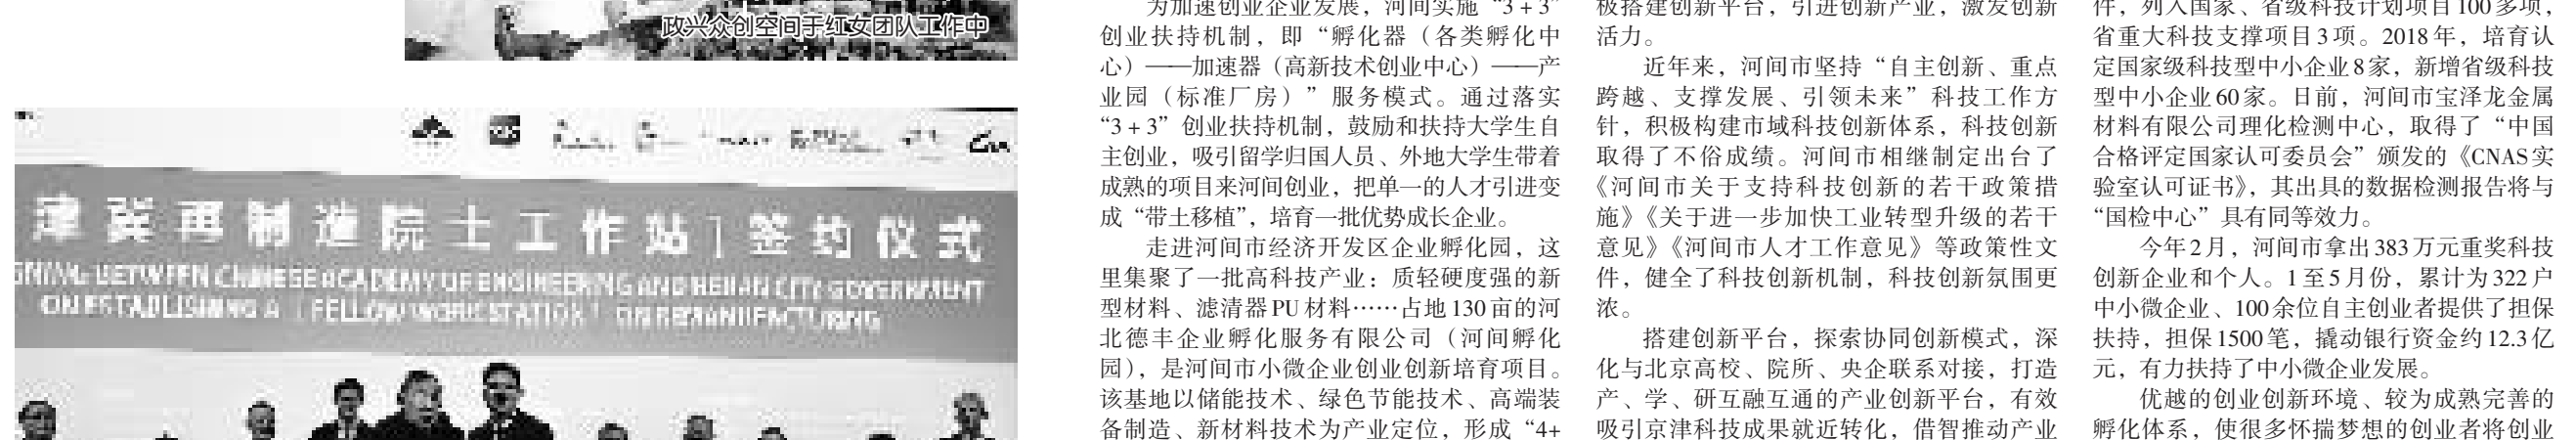 政兴众创空间于红女团队工作中
津冀再制造院士工作站签约仪式
为加速创业企业发展，河间实施“3+3”
创业扶持机制，即“孵化器（各类孵化中
心）——加速器（高新技术创业中心）——产
业园（标准厂房）”服务模式。通过落实
“3+3”创业扶持机制，鼓励和扶持大学生自
主创业，吸引留学归国人员、外地大学生带着
成熟的项目来河间创业，把单一的人才引进变
成“带土移植”，培育一批优势成长企业。
走进河间市经济开发区企业孵化园，这
里集聚了一批高科技产业：质轻硬度强的新
型材料、滤清器PU材料……占地130亩的河
北德丰企业孵化服务有限公司（河间孵化
园），是河间市小微企业创业创新培育项目。
该基地以储能技术、绿色节能技术、高端装
备制造、新材料技术为产业定位，形成“4+
极搭建创新平台，引进创新产业，激发创新
活力。
近年来，河间市坚持“自主创新、重点
跨越、支撑发展、引领未来”科技工作方
针，积极构建市域科技创新体系，科技创新
取得了不俗成绩。河间市相继制定出台了
《河间市关于支持科技创新的若干政策措
施》《关于进一步加快工业转型升级的若干
意见》《河间市人才工作意见》等政策性文
件，健全了科技创新机制，科技创新氛围更
浓。
搭建创新平台，探索协同创新模式，深
化与北京高校、院所、央企联系对接，打造
产、学、研互融互通的产业创新平台，有效
吸引京津科技成果就近转化，借智推动产业
件，列入国家、省级科技计划项目100多项，
省重大科技支撑项目3项。2018年，培育认
定国家级科技型中小企业8家，新增省级科技
型中小企业60家。日前，河间市宝泽龙金属
材料有限公司理化检测中心，取得了“中国
合格评定国家认可委员会”颁发的《CNAS实
验室认可证书》，其出具的数据检测报告将与
“国检中心”具有同等效力。
今年2月，河间市拿出383万元重奖科技
创新企业和个人。1至5月份，累计为322户
中小微企业、100余位自主创业者提供了担保
扶持，担保1500笔，撬动银行资金约12.3亿
元，有力扶持了中小微企业发展。
优越的创业创新环境、较为成熟完善的
孵化体系，使很多怀揣梦想的创业者将创业